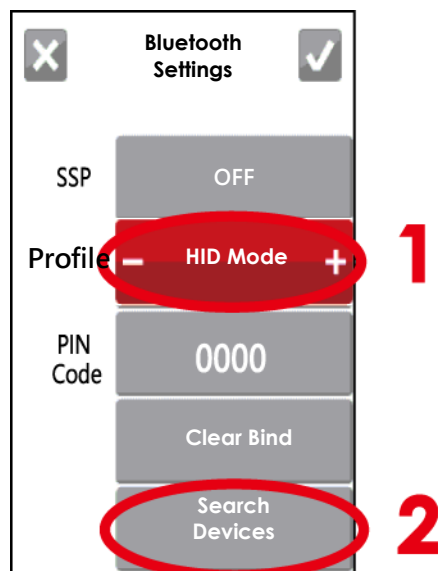 Bluetooth
Settings
SSP
OFF
Profile
− HID Mode +
1
PIN
Code
0000
Clear Bind
Search
Devices
2